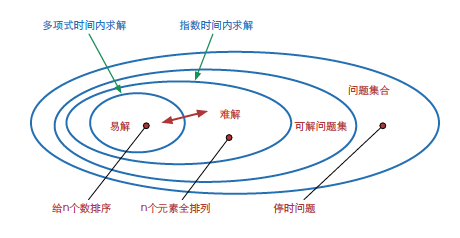 多项式时间内求解
指数时间内求解
问题集合
易解
难解
可解问题集
给n个数排序
n个元素全排列
停时问题